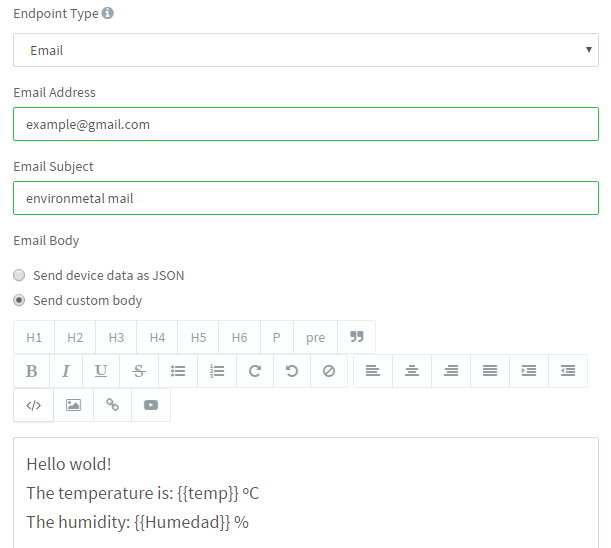 Endpoint Type
Email
Email Address
example@gmail.com
Email Subject
environmetal mail
Email Body
Send device data as JSON
Send custom body
H1 H2 H3 H4 H5 H6 P pre
B I U S
</>
Hello wold!
The temperature is: {{temp}} ºC
The humidity: {{Humedad}} %